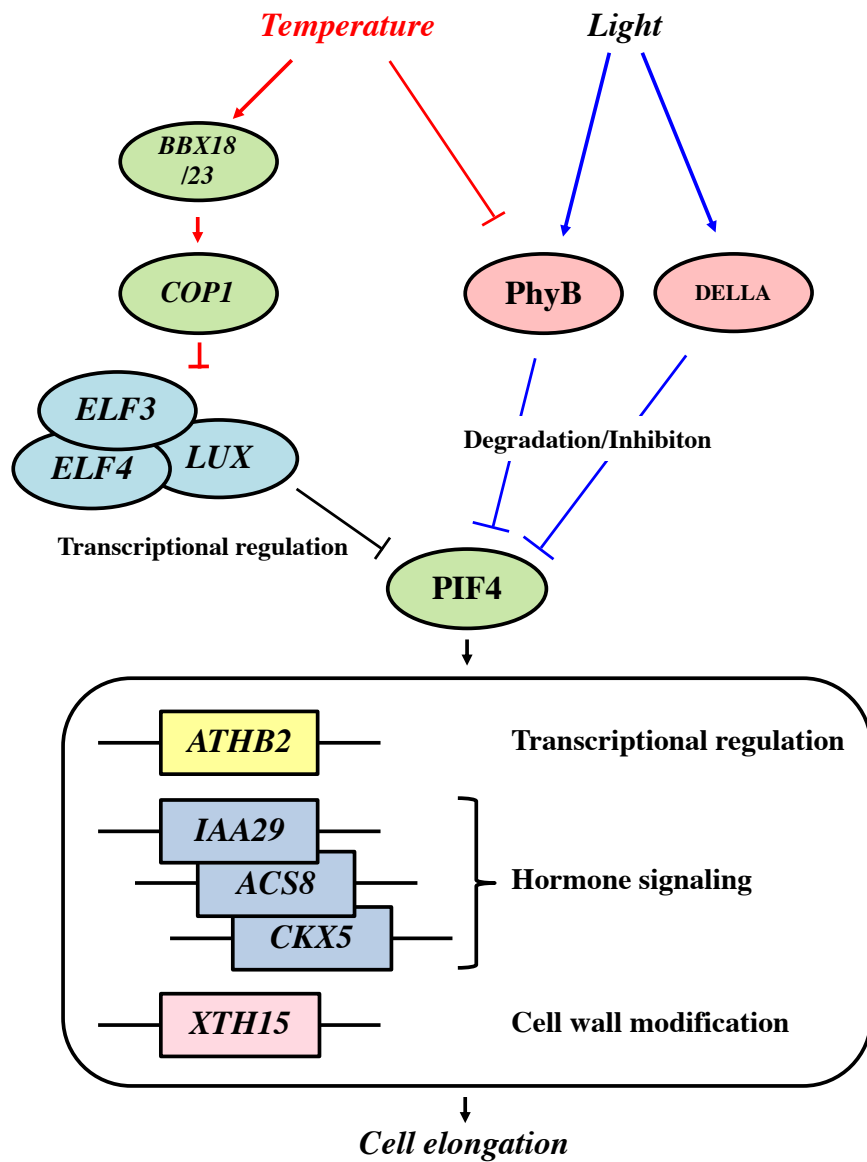 Temperature
Light
BBX18
/23
COP1
PhyB
DELLA
ELF3
ELF4
LUX
Degradation/Inhibiton
Transcriptional regulation
PIF4
ATHB2
Transcriptional regulation
IAA29
ACS8
Hormone signaling
CKX5
XTH15
Cell wall modification
Cell elongation